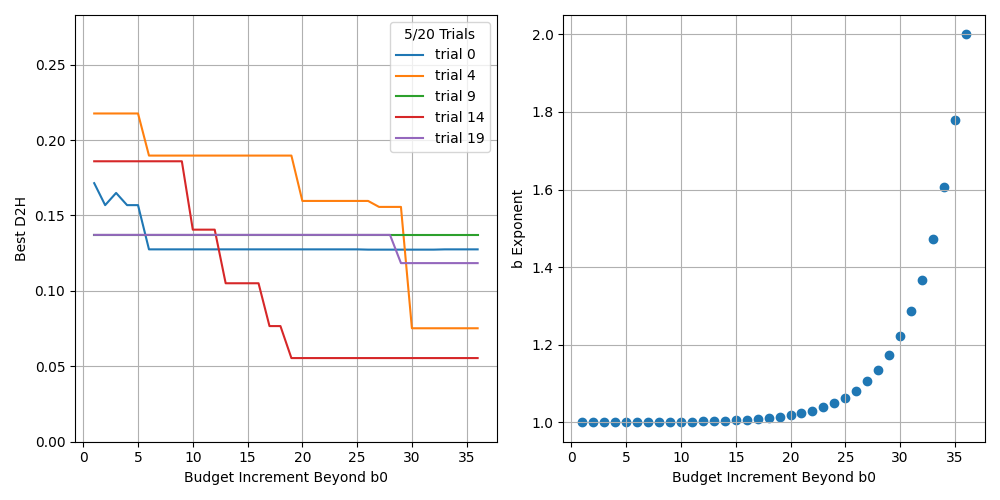 5/20 Trials
trial 0
trial 4
trial 9
trial 14
trial 19
Best D2H
0.25
0.20
0.15
0.10
0.05
0.00
0 5 10 15 20 25 30 35
Budget Increment Beyond b0
b Exponent
2.0
1.8
1.6
1.4
1.2
1.0
0 5 10 15 20 25 30 35
Budget Increment Beyond b0